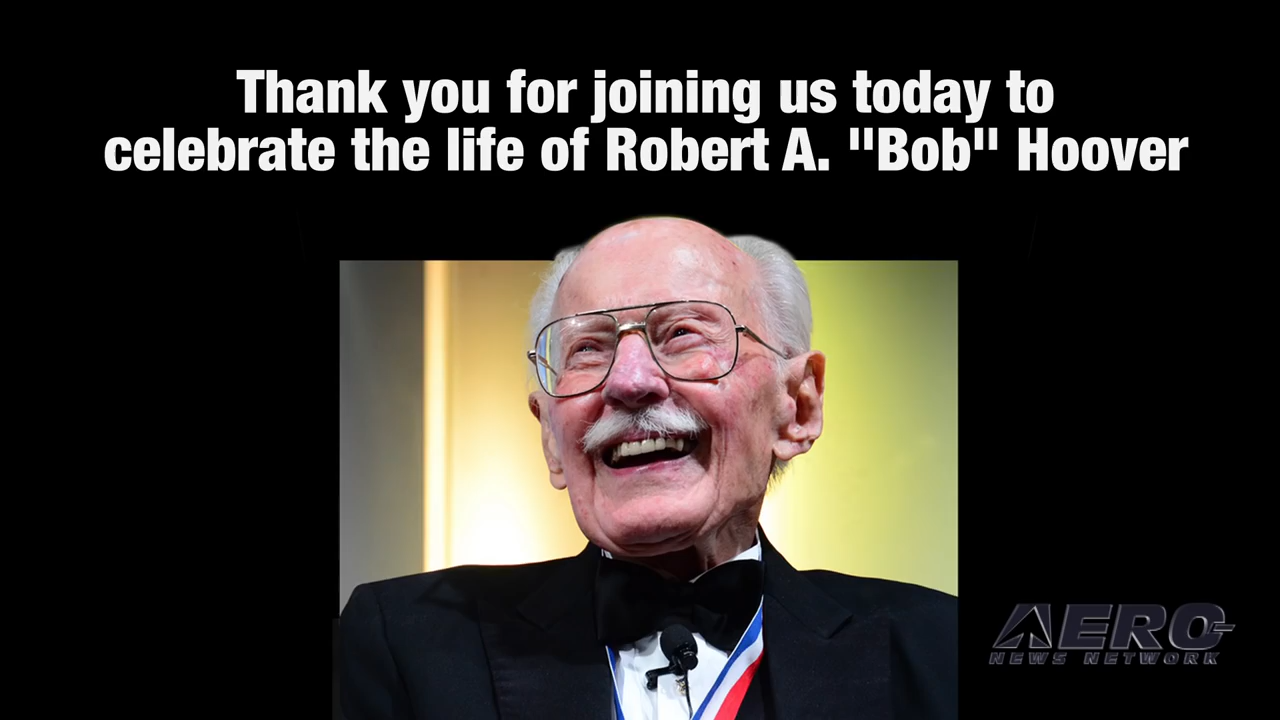 Thank you for joining us today to
celebrate the life of Robert A. "Bob" Hoover
AERO
NEWS NETWORK